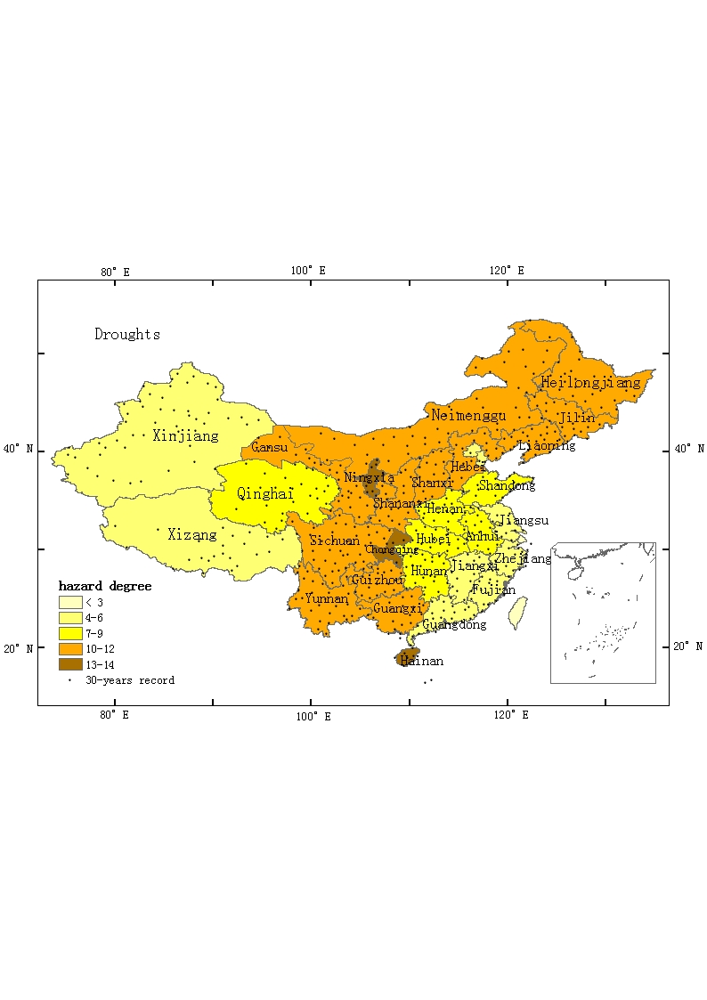 80° E 100° E 120° E
Droughts
Heilongjiang
Neimenggu
Jilin
Xinjiang
Gansu
Liaoning
40° N 40° N
Hebei
Ningxia
Shanxi
Shandong
Qinghai
Shananxi
Henan
Jiangsu
Xizang
Sichuan
Hubei
Anhui
Chongqing
Zhejiang
Hunan
Jiangxi
Guizhou
Fujian
Yunnan
Guangxi
Guangdong
Hainan
hazard degree
< 3
4-6
7-9
10-12
13-14
30-years record
20° N 20° N
80° E 100° E 120° E